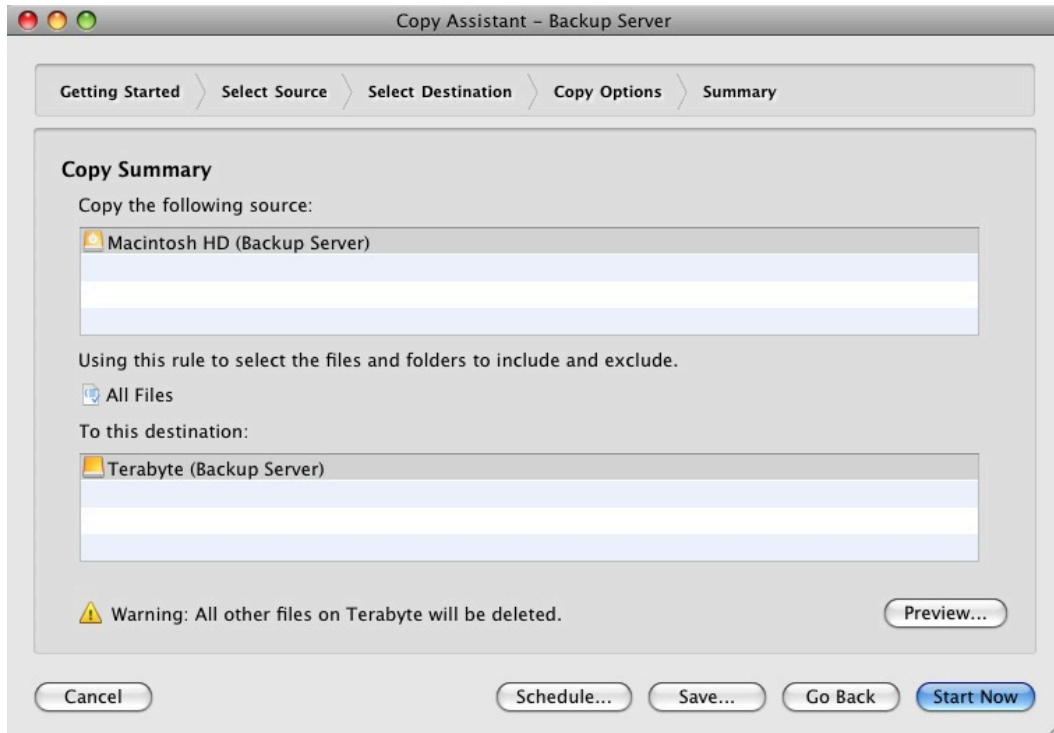 Copy Assistant – Backup Server
Getting Started Select Source Select Destination Copy Options Summary
Copy Summary
Copy the following source:
Macintosh HD (Backup Server)
Using this rule to select the files and folders to include and exclude.
All Files
To this destination:
Terabyte (Backup Server)
Warning: All other files on Terabyte will be deleted. Preview...
Cancel Schedule... Save... Go Back Start Now